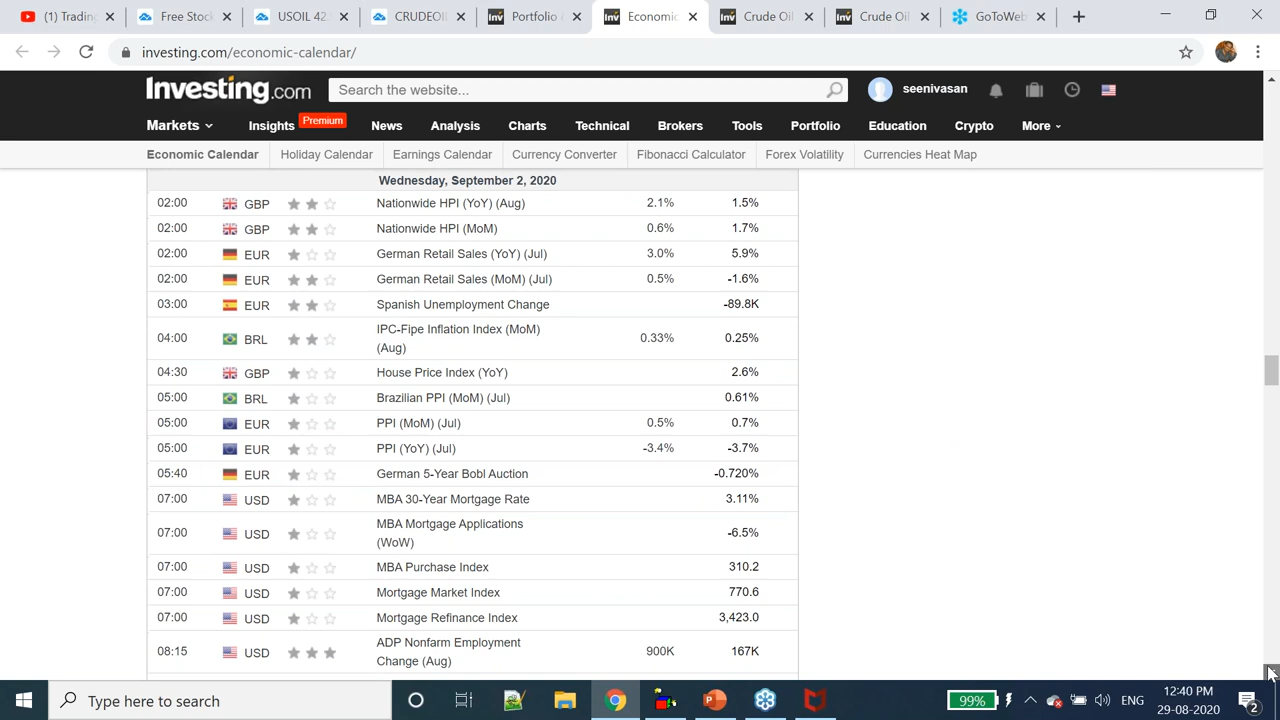 (1) Trading
Free Stock
USOIL 42
CRUDEOIL
Portfolio
Economic
Crude Oil
Crude Oil
GoToWeb
investing.com/economic-calendar/
Investing.com
Search the website...
seenivasan
Markets
Insights
Premium
News
Analysis
Charts
Technical
Brokers
Tools
Portfolio
Education
Crypto
More
Economic Calendar
Holiday Calendar
Earnings Calendar
Currency Converter
Fibonacci Calculator
Forex Volatility
Currencies Heat Map
Wednesday, September 2, 2020
02:00 GBP Nationwide HPI (YoY) (Aug) 2.1% 1.5%
02:00 GBP Nationwide HPI (MoM) 0.6% 1.7%
02:00 EUR German Retail Sales (YoY) (Jul) 3.0% 5.9%
02:00 EUR German Retail Sales (MoM) (Jul) 0.5% -1.6%
03:00 EUR Spanish Unemployment Change -89.8K
04:00 BRL IPC-Fipe Inflation Index (MoM) 0.33% 0.25%
(Aug)
04:30 GBP House Price Index (YoY) 2.6%
05:00 BRL Brazilian PPI (MoM) (Jul) 0.61%
05:00 EUR PPI (MoM) (Jul) 0.5% 0.7%
05:00 EUR PPI (YoY) (Jul) -3.4% -3.7%
05:40 EUR German 5-Year Bobl Auction -0.720%
07:00 USD MBA 30-Year Mortgage Rate 3.11%
07:00 USD MBA Mortgage Applications -6.5%
(WoW)
07:00 USD MBA Purchase Index 310.2
07:00 USD Mortgage Market Index 770.6
07:00 USD Mortgage Refinance Index 3,423.0
08:15 USD ADP Nonfarm Employment 900K 167K
Change (Aug)
Type here to search
99%
ENG
12:40 PM
29-08-2020
2